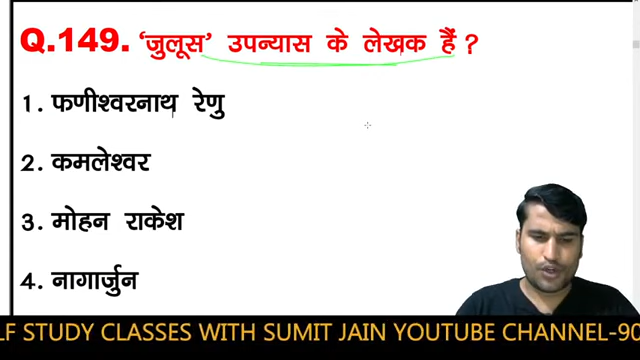 Q.149. 'जुलूस' उपन्यास के लेखक हैं ?
1. फणीश्वरनाथ रेणु
2. कमलेश्वर
3. मोहन राकेश
4. नागार्जुन
LF STUDY CLASSES WITH SUMIT JAIN YOUTUBE CHANNEL-90